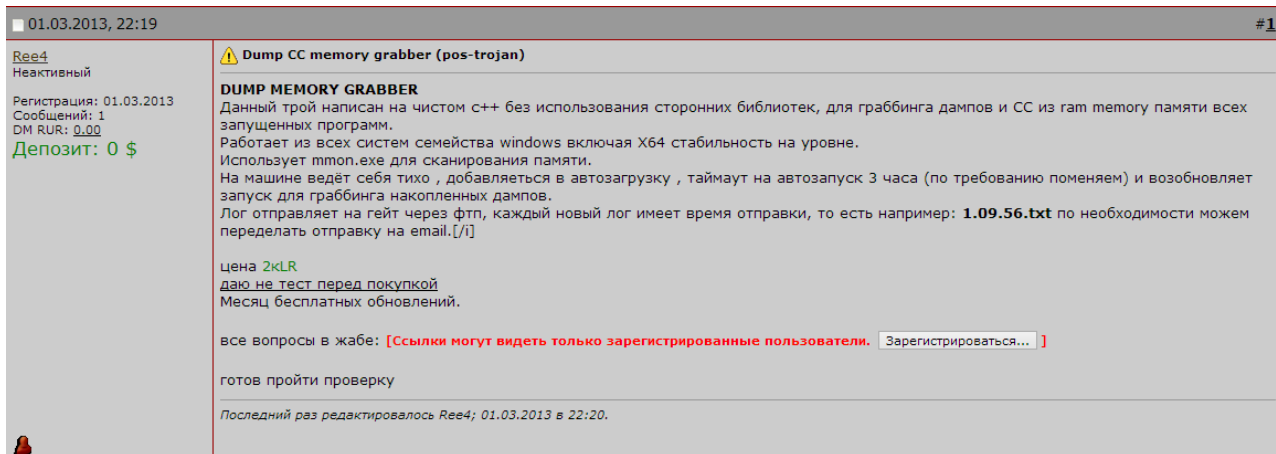 01.03.2013, 22:19
#1
Ree4
Неактивный
Регистрация: 01.03.2013
Сообщений: 1
DM RUR: 0.00
Депозит: 0 $
Dump CC memory grabber (pos-trojan)
DUMP MEMORY GRABBER
Данный трой написан на чистом с++ без использования сторонних библиотек, для граббинга дампов и СС из ram memory памяти всех
запущенных программ.
Работает из всех систем семейства windows включая X64 стабильность на уровне.
Использует mmon.exe для сканирования памяти.
На машине ведёт себя тихо , добавляеться в автозагрузку , таймаут на автозапуск 3 часа (по требованию поменяем) и возобновляет
запуск для граббинга накопленных дампов.
Лог отправляет на гейт через фтп, каждый новый лог имеет время отправки, то есть например: 1.09.56.txt по необходимости можем
переделать отправку на email.[/i]
цена 2кLR
даю не тест перед покупкой
Месяц бесплатных обновлений.
все вопросы в жабе: [Ссылки могут видеть только зарегистрированные пользователи. Зарегистрироваться... ]
готов пройти проверку
Последний раз редактировалось Ree4; 01.03.2013 в 22:20.